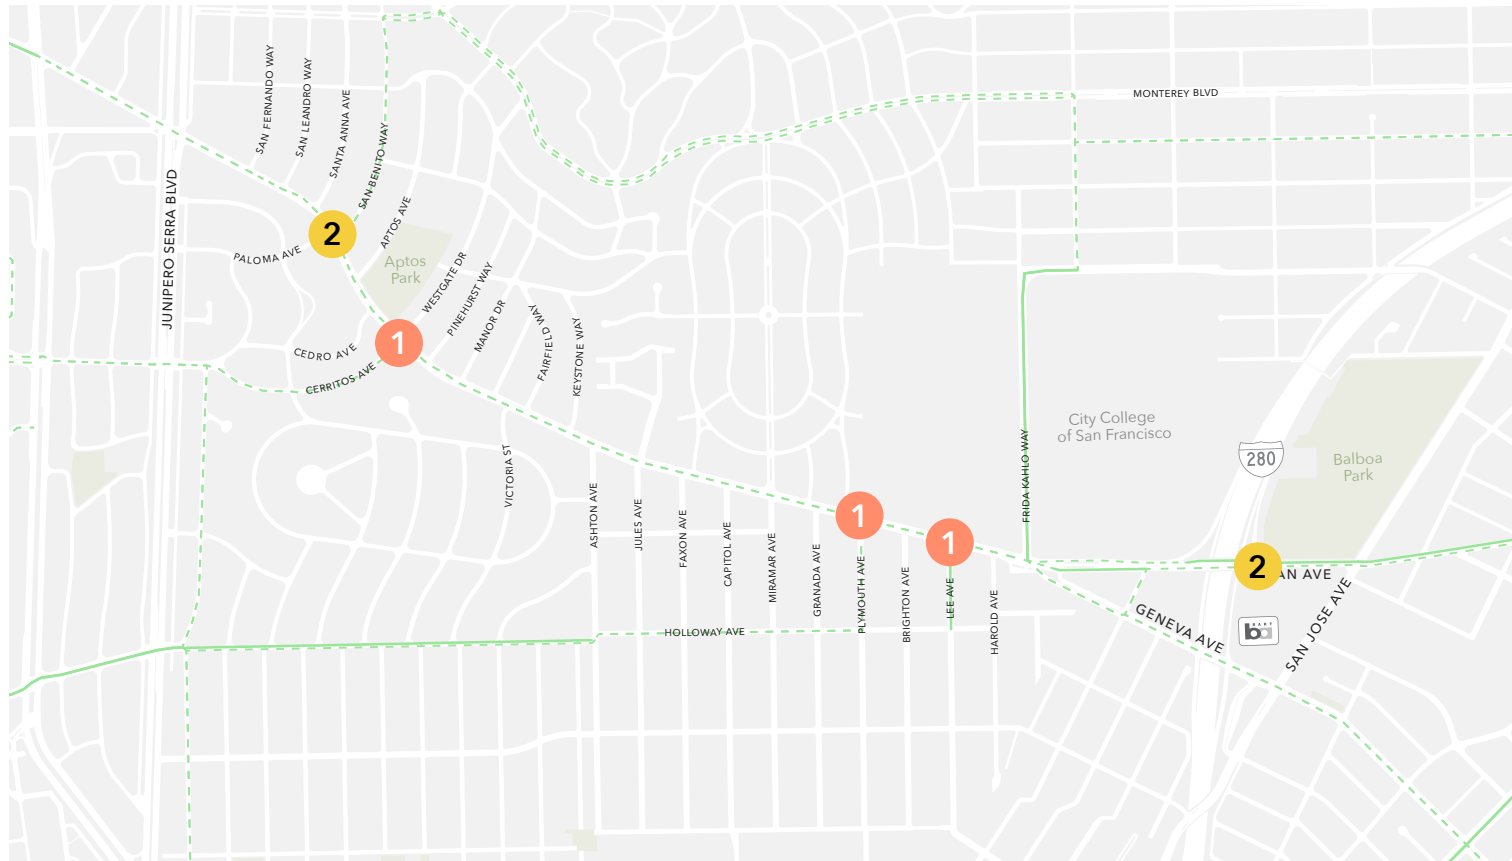 SAN FERNANDO WAY
SAN LEANDRO WAY
SANTA ANNA AVE
SAN BENITO WAY
MONTEREY BLVD
JUNIPERO SERRA BLVD
APTOS AVE
2
PALOMA AVE
Aptos
Park
WESTGATE DR
PINEHURST WAY
MANOR DR
FAIRFIELD WAY
KEYSTONE WAY
1
CEDRO AVE
CERRITOS AVE
City College
of San Francisco
FRIDA KAHLO WAY
280
Balboa
Park
VICTORIA ST
ASHTON AVE
JULES AVE
FAXON AVE
CAPITOL AVE
MIRAMAR AVE
GRANADA AVE
1
PLYMOUTH AVE
BRIGHTON AVE
1
LEE AVE
HAROLD AVE
HOLLOWAY AVE
2
AN AVE
GENEVA AVE
BART
ba
SAN JOSE AVE